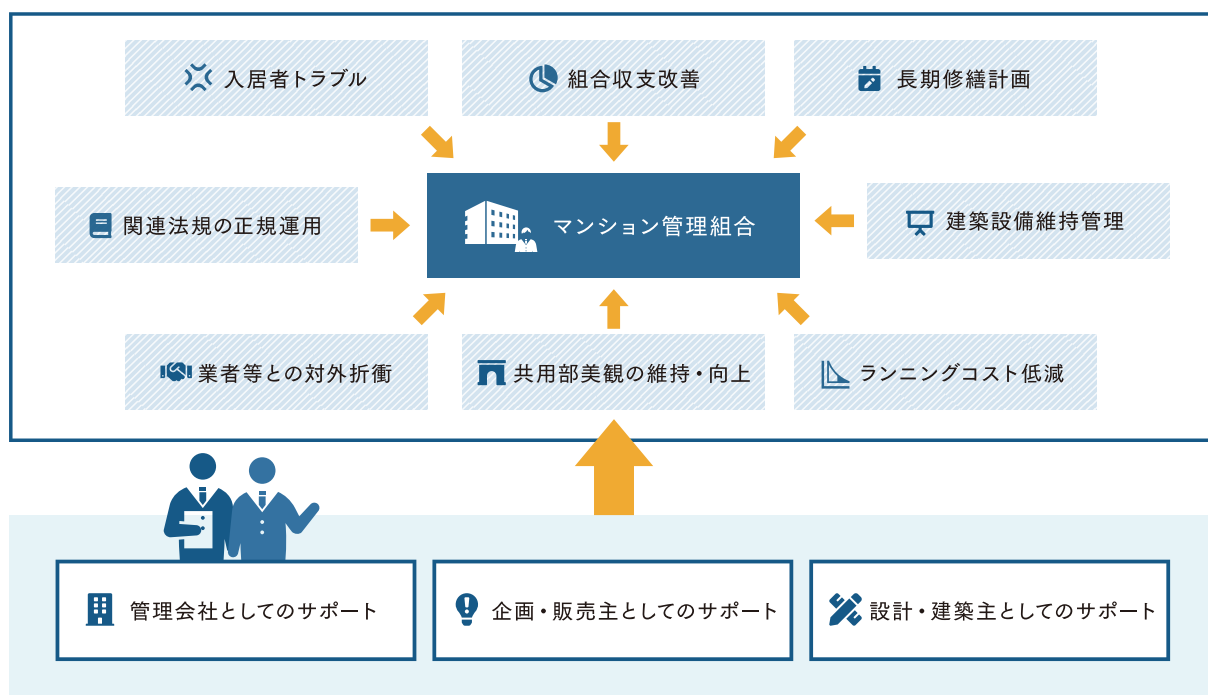 入居者トラブル
組合収支改善
長期修繕計画
関連法規の正規運用
マンション管理組合
建築設備維持管理
業者等との対外折衝
共用部美観の維持・向上
ランニングコスト低減
管理会社としてのサポート
企画・販売主としてのサポート
設計・建築主としてのサポート